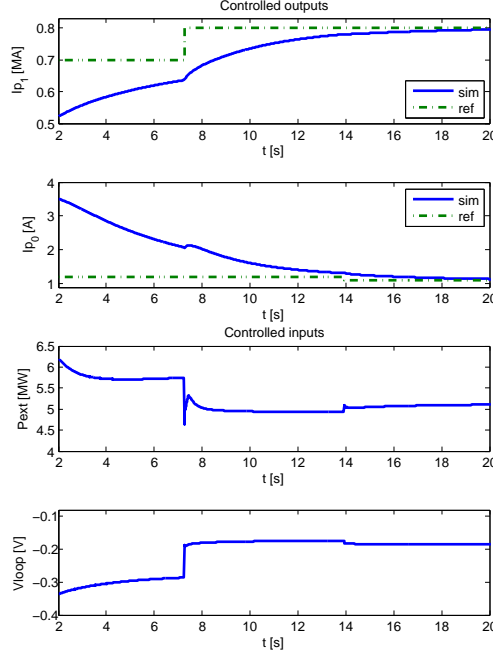 Controlled outputs
0.8
0.7
0.6
0.5
Ip1 [MA]
sim
ref
2 4 6 8 10 12 14 16 18 20
t [s]
4
3
2
1
Ip0 [A]
sim
ref
2 4 6 8 10 12 14 16 18 20
t [s]
Controlled inputs
6.5
6
5.5
5
4.5
4
Pext [MW]
2 4 6 8 10 12 14 16 18 20
t [s]
−0.1
−0.2
−0.3
−0.4
Vloop [V]
2 4 6 8 10 12 14 16 18 20
t [s]